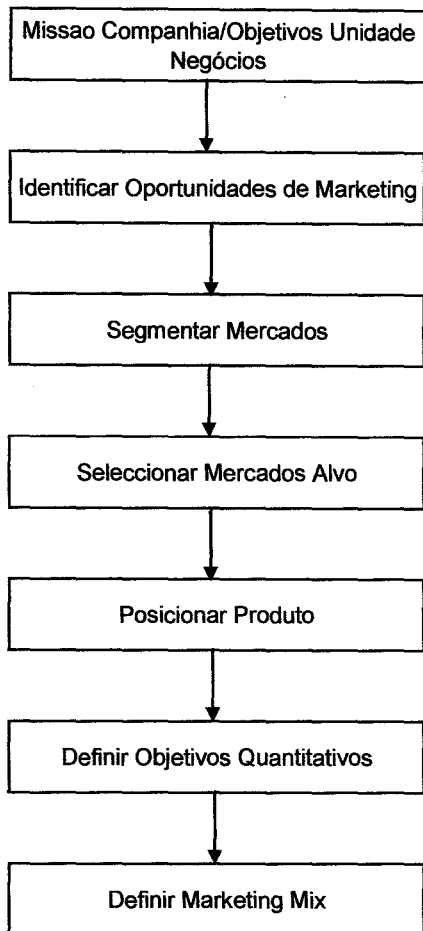 Missao Companhia/Objetivos Unidade
Negócios
Identificar Oportunidades de Marketing
Segmentar Mercados
Seleccionar Mercados Alvo
Posicionar Produto
Definir Objetivos Quantitativos
Definir Marketing Mix